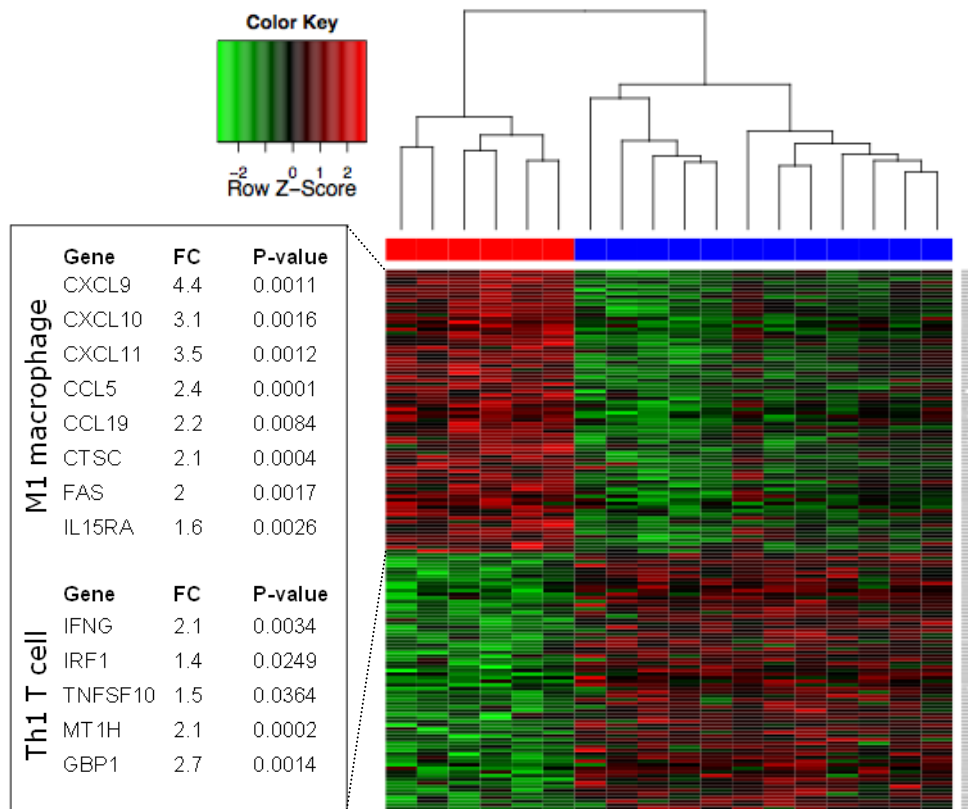 Color Key
-2 0 1 2
Row Z-Score
M1 macrophage
Gene FC P-value
CXCL9 4.4 0.0011
CXCL10 3.1 0.0016
CXCL11 3.5 0.0012
CCL5 2.4 0.0001
CCL19 2.2 0.0084
CTSC 2.1 0.0004
FAS 2 0.0017
IL15RA 1.6 0.0026
Th1 T cell
Gene FC P-value
IFNG 2.1 0.0034
IRF1 1.4 0.0249
TNFSF10 1.5 0.0364
MT1H 2.1 0.0002
GBP1 2.7 0.0014